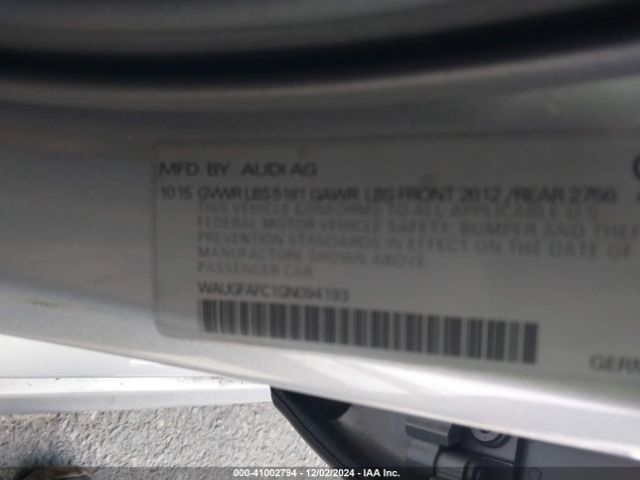 MFD. BY AUDI AG
10 15 GVWR LBS 5181 GAWR LBS FRONT 2612 /REAR 2756
THIS VEHICLE CONFORMS TO ALL APPLICABLE U.S.
FEDERAL MOTOR VEHICLE SAFETY, BUMPER, AND THEFT
PREVENTION STANDARDS IN EFFECT ON THE DATE OF
MANUFACTURE SHOWN ABOVE.
PASSENGER CAR
WAUGFAFC1GN094193
GERM
000-41002794 - 12/02/2024 - IAA Inc.